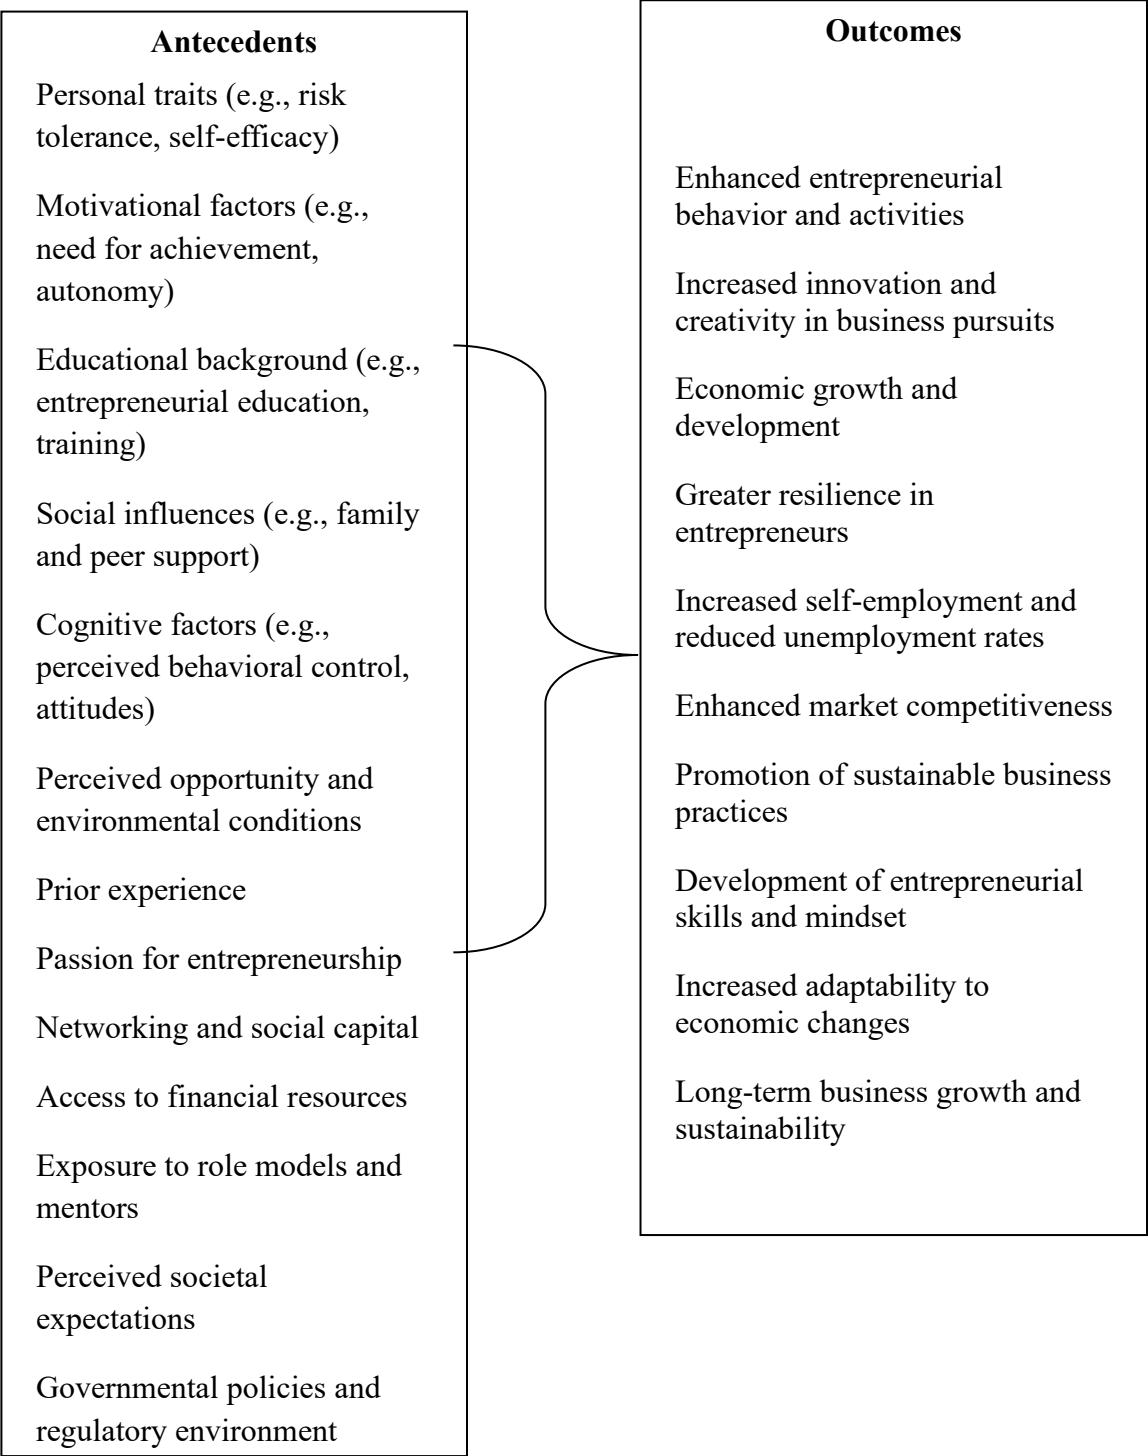 Antecedents
Personal traits (e.g., risk
tolerance, self-efficacy)
Motivational factors (e.g.,
need for achievement,
autonomy)
Educational background (e.g.,
entrepreneurial education,
training)
Social influences (e.g., family
and peer support)
Cognitive factors (e.g.,
perceived behavioral control,
attitudes)
Perceived opportunity and
environmental conditions
Prior experience
Passion for entrepreneurship
Networking and social capital
Access to financial resources
Exposure to role models and
mentors
Perceived societal
expectations
Governmental policies and
regulatory environment
Outcomes
Enhanced entrepreneurial
behavior and activities
Increased innovation and
creativity in business pursuits
Economic growth and
development
Greater resilience in
entrepreneurs
Increased self-employment and
reduced unemployment rates
Enhanced market competitiveness
Promotion of sustainable business
practices
Development of entrepreneurial
skills and mindset
Increased adaptability to
economic changes
Long-term business growth and
sustainability